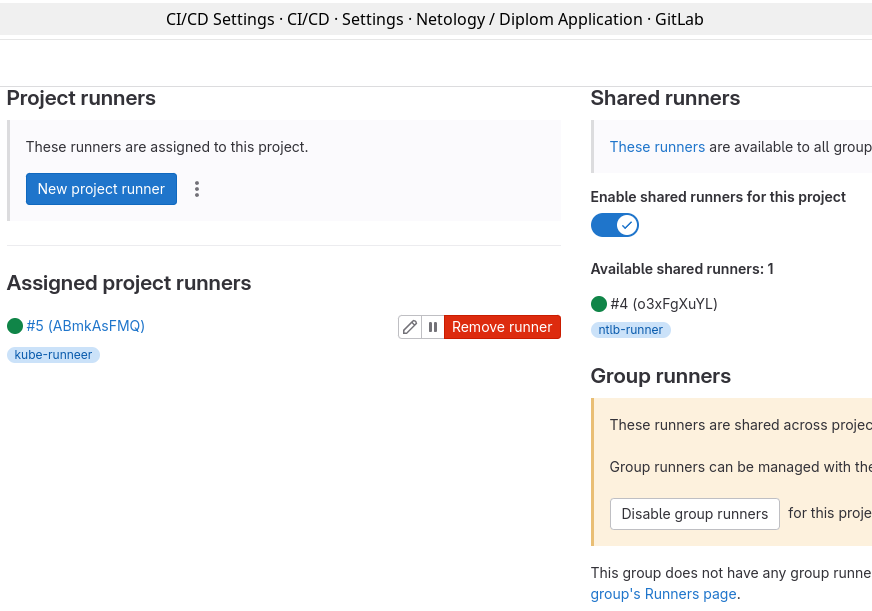 CI/CD Settings · CI/CD · Settings · Netology / Diplom Application · GitLab
Project runners
These runners are assigned to this project.
New project runner
Assigned project runners
#5 (ABmkAsFMQ)
Remove runner
kube-runneer
Shared runners
These runners are available to all group
Enable shared runners for this project
Available shared runners: 1
#4 (o3xFgXuYL)
ntlb-runner
Group runners
These runners are shared across projec
Group runners can be managed with the
Disable group runners for this proje
This group does not have any group runne
group's Runners page.